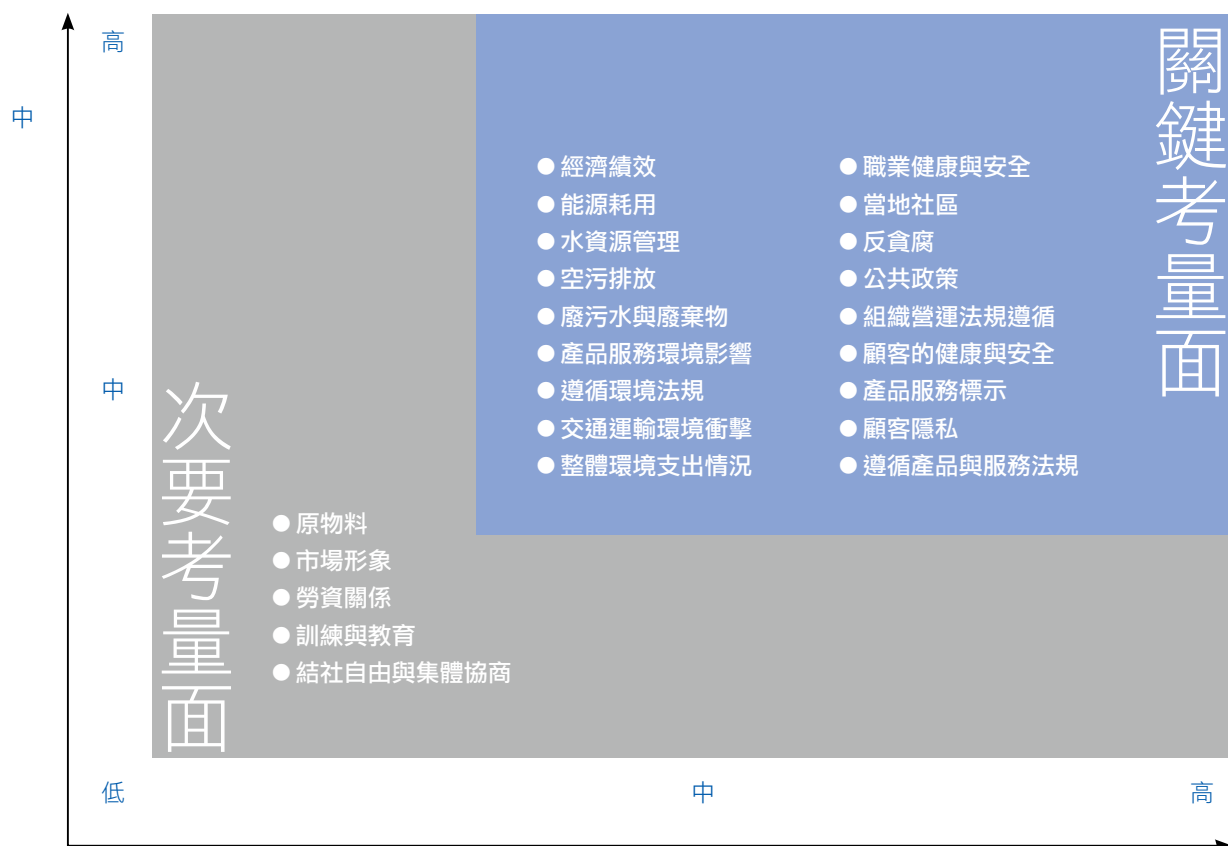 高
中
關鍵考量面
● 經濟績效
● 能源耗用
● 水資源管理
● 空污排放
● 廢污水與廢棄物
● 產品服務環境影響
● 遵循環境法規
● 交通運輸環境衝擊
● 整體環境支出情況
● 職業健康與安全
● 當地社區
● 反貪腐
● 公共政策
● 組織營運法規遵循
● 顧客的健康與安全
● 產品服務標示
● 顧客隱私
● 遵循產品與服務法規
中
次要考量面
● 原物料
● 市場形象
● 勞資關係
● 訓練與教育
● 結社自由與集體協商
低
中
高